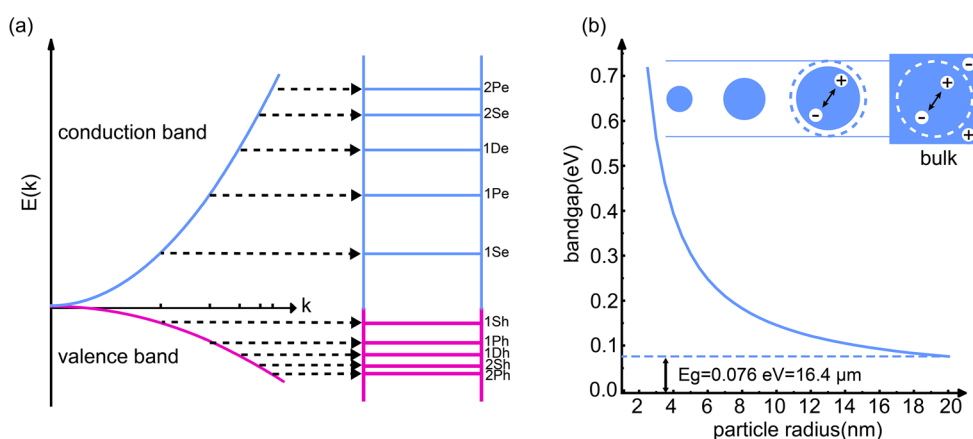 (a)
E(k)
conduction band
valence band
k
2Pe
2Se
1De
1Pe
1Se
1Sh
1Ph
1Dh
2Sh
2Ph
(b)
bandgap(eV)
0.7
0.6
0.5
0.4
0.3
0.2
0.1
0.0
+
-
+
-
-
+
bulk
Eg=0.076 eV=16.4 μm
2 4 6 8 10 12 14 16 18 20
particle radius(nm)